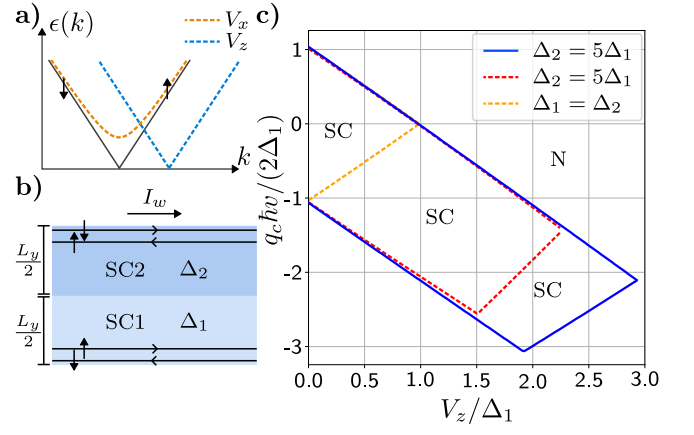 a)
ϵ(k)
V_x
V_z
k
b)
I_w
L_y/2
SC2 Δ_2
L_y/2
SC1 Δ_1
c)
q_cħv/(2Δ_1)
1
0
-1
-2
-3
Δ_2 = 5Δ_1
Δ_2 = 5Δ_1
Δ_1 = Δ_2
SC
N
SC
SC
0.0 0.5 1.0 1.5 2.0 2.5 3.0
V_z/Δ_1